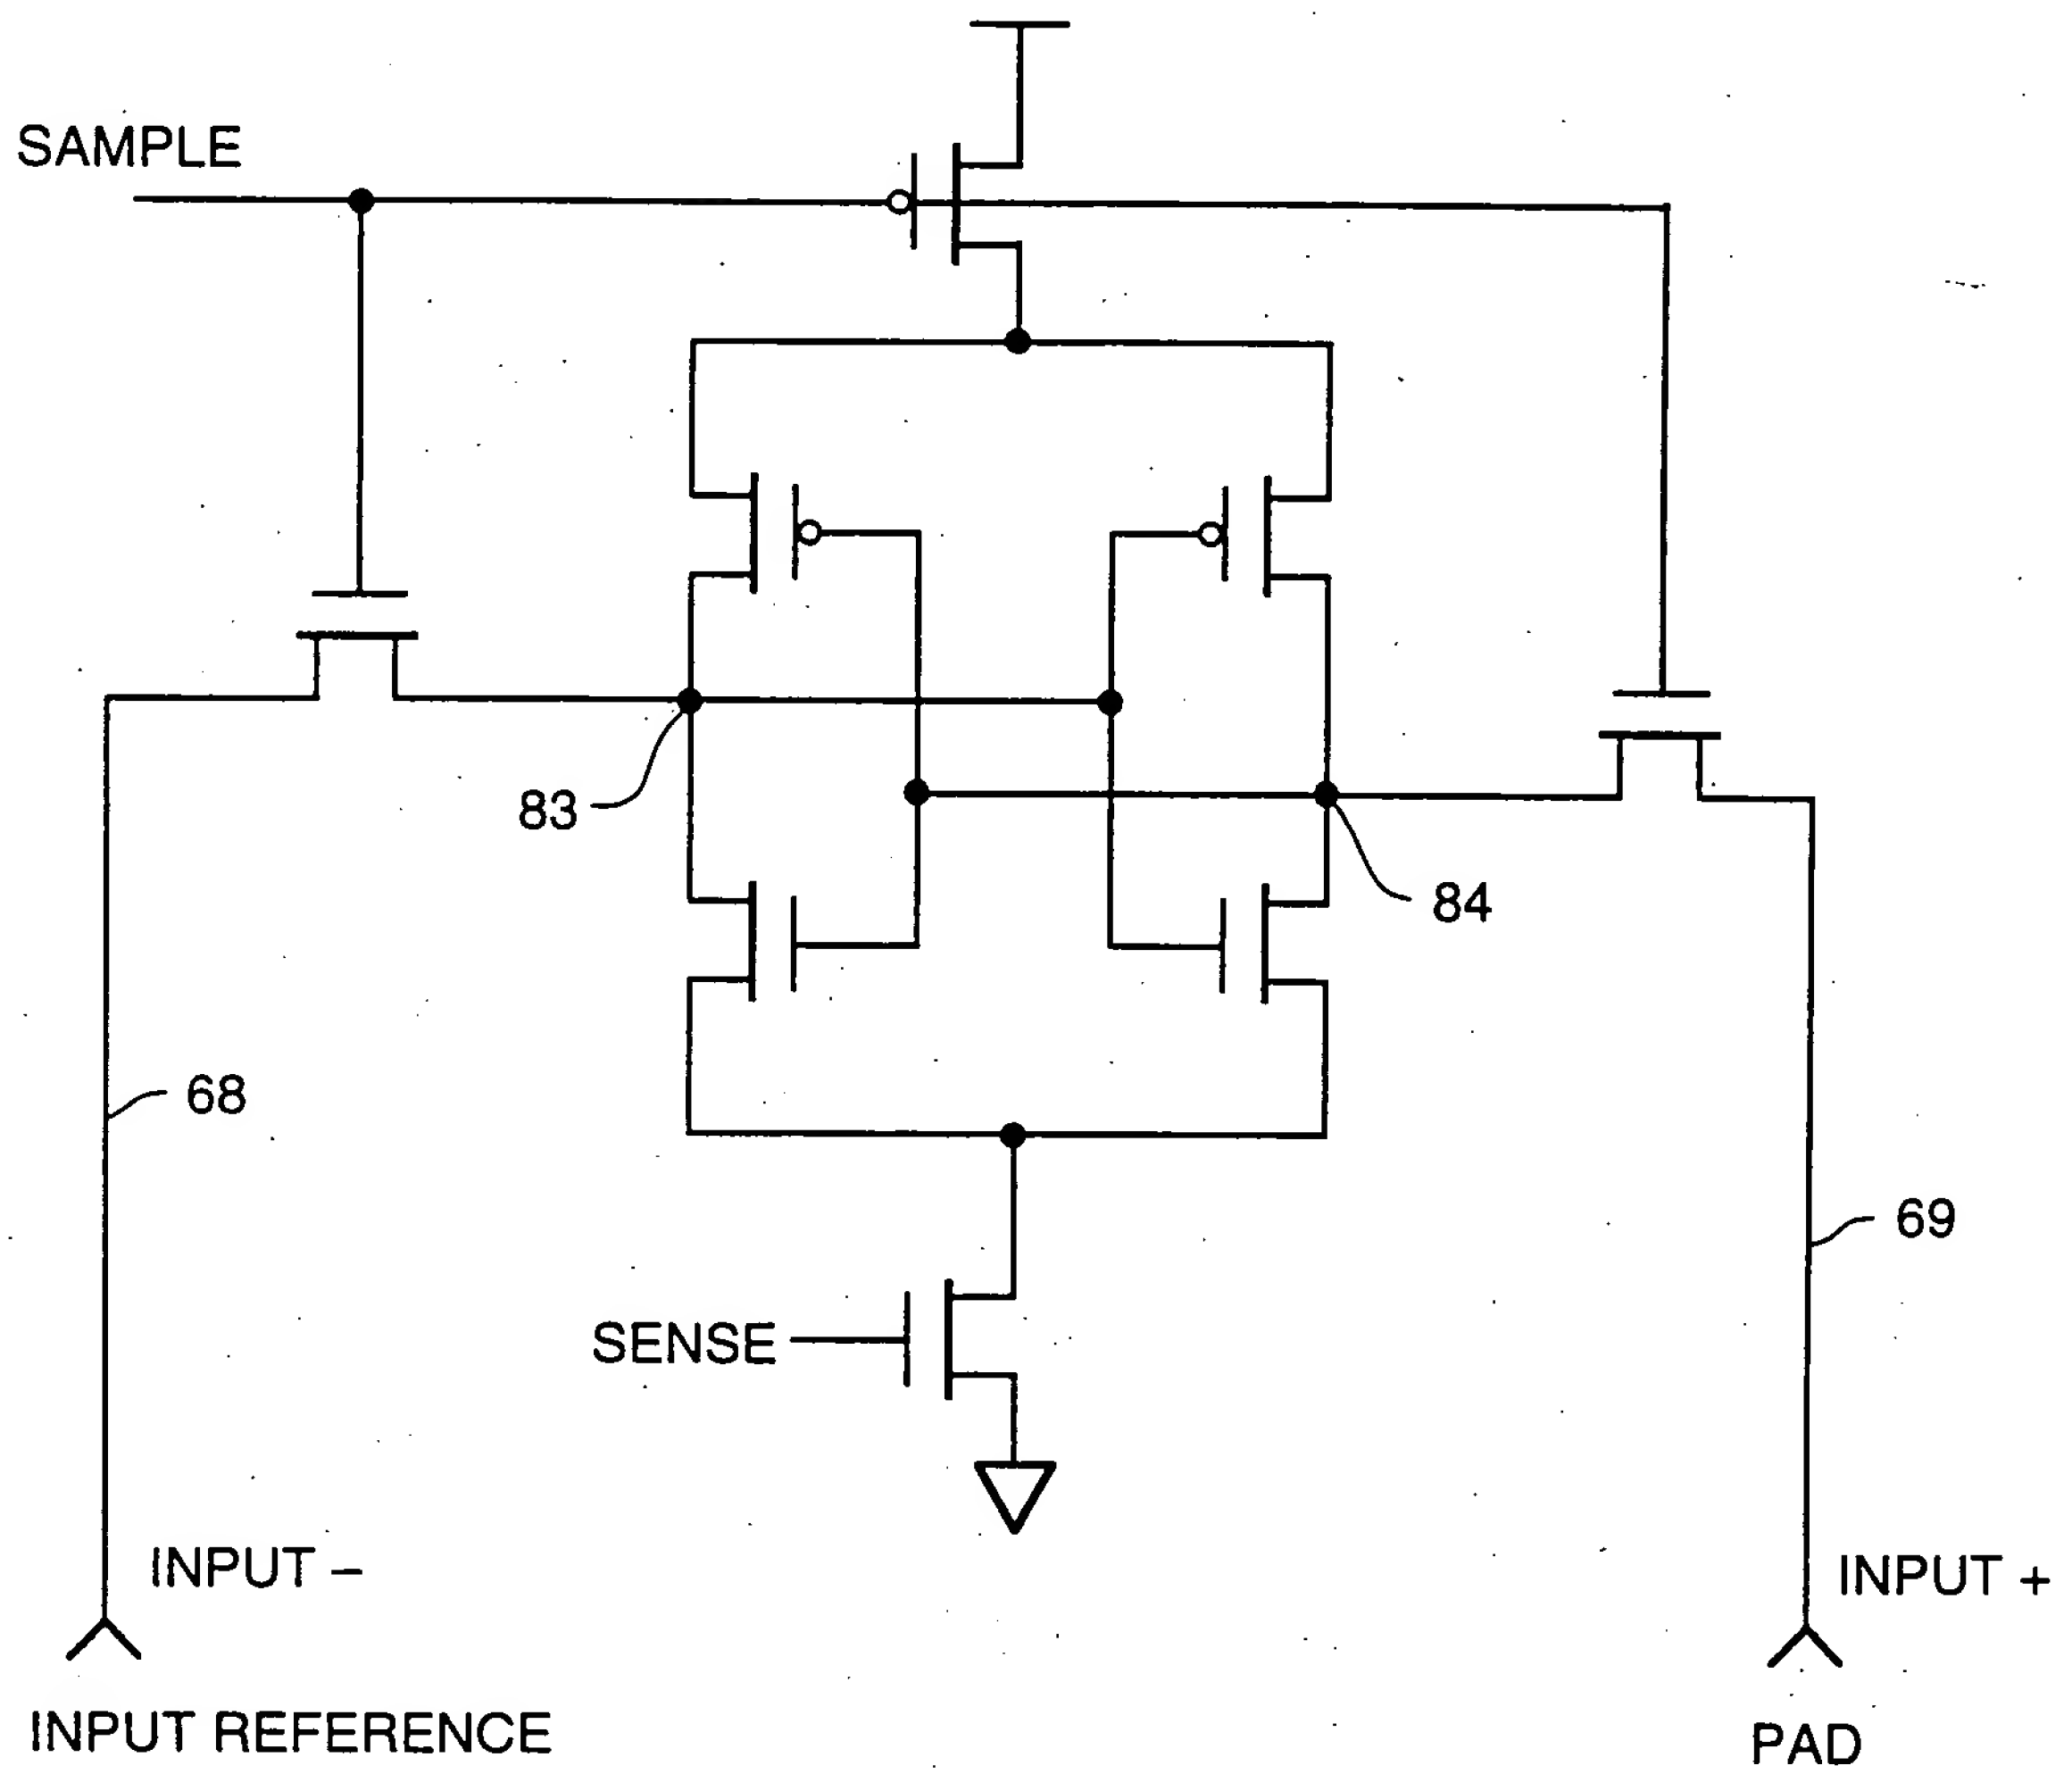 SAMPLE
83
84
68
69
SENSE
INPUT –
INPUT +
INPUT REFERENCE
PAD